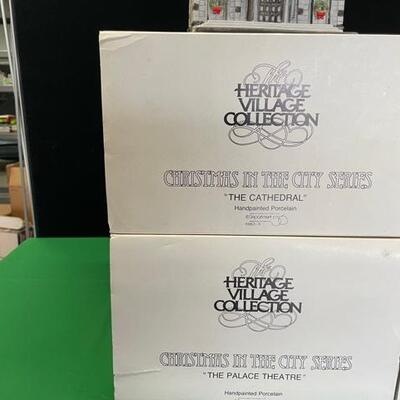 The
HERITAGE
VILLAGE
COLLECTION
CHRISTMAS IN THE CITY SERIES
"THE CATHEDRAL"
Handpainted Porcelain
The
HERITAGE
VILLAGE
COLLECTION
CHRISTMAS IN THE CITY SERIES
"THE PALACE THEATRE"
Handpainted Porcelain